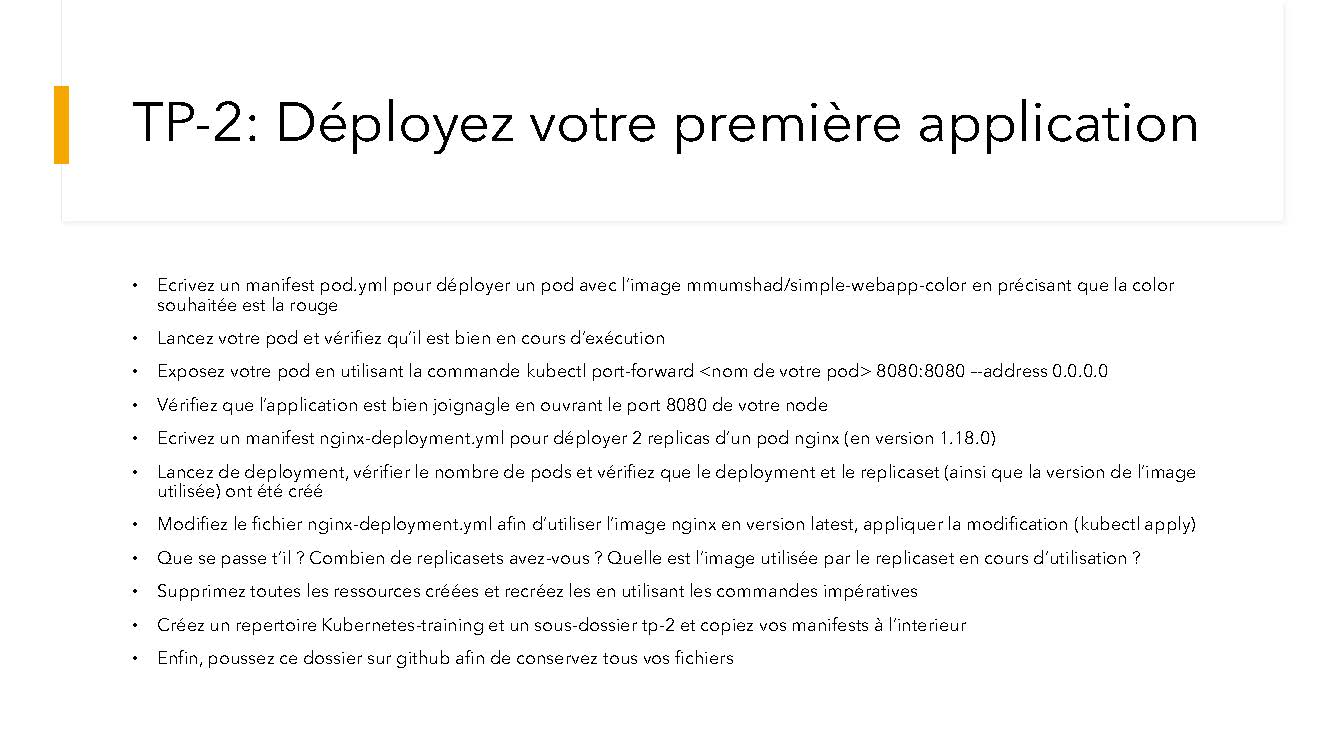 TP-2: Déployez votre première application
• Ecrivez un manifest pod.yml pour déployer un pod avec l’image mmumshad/simple-webapp-color en précisant que la color
souhaitée est la rouge
• Lancez votre pod et vérifiez qu’il est bien en cours d’exécution
• Exposez votre pod en utilisant la commande kubectl port-forward <nom de votre pod> 8080:8080 --address 0.0.0.0
• Vérifiez que l’application est bien joignagle en ouvrant le port 8080 de votre node
• Ecrivez un manifest nginx-deployment.yml pour déployer 2 replicas d’un pod nginx (en version 1.18.0)
• Lancez de deployment, vérifier le nombre de pods et vérifiez que le deployment et le replicaset (ainsi que la version de l’image
utilisée) ont été créé
• Modifiez le fichier nginx-deployment.yml afin d’utiliser l’image nginx en version latest, appliquer la modification (kubectl apply)
• Que se passe t’il ? Combien de replicasets avez-vous ? Quelle est l’image utilisée par le replicaset en cours d’utilisation ?
• Supprimez toutes les ressources créées et recréez les en utilisant les commandes impératives
• Créez un repertoire Kubernetes-training et un sous-dossier tp-2 et copiez vos manifests à l’interieur
• Enfin, poussez ce dossier sur github afin de conservez tous vos fichiers